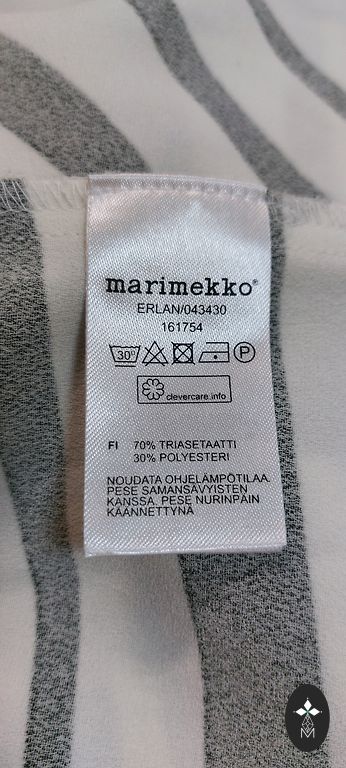 marimekko®
ERLAN/043430
161754
30°
P
clevercare.info
FI 70% TRIASETAATTI
30% POLYESTERI
NOUDATA OHJELÄMPÖTILAA.
PESE SAMANSÄVYISTEN
KANSSA. PESE NURINPÄIN
KÄÄNNETTYNÄ